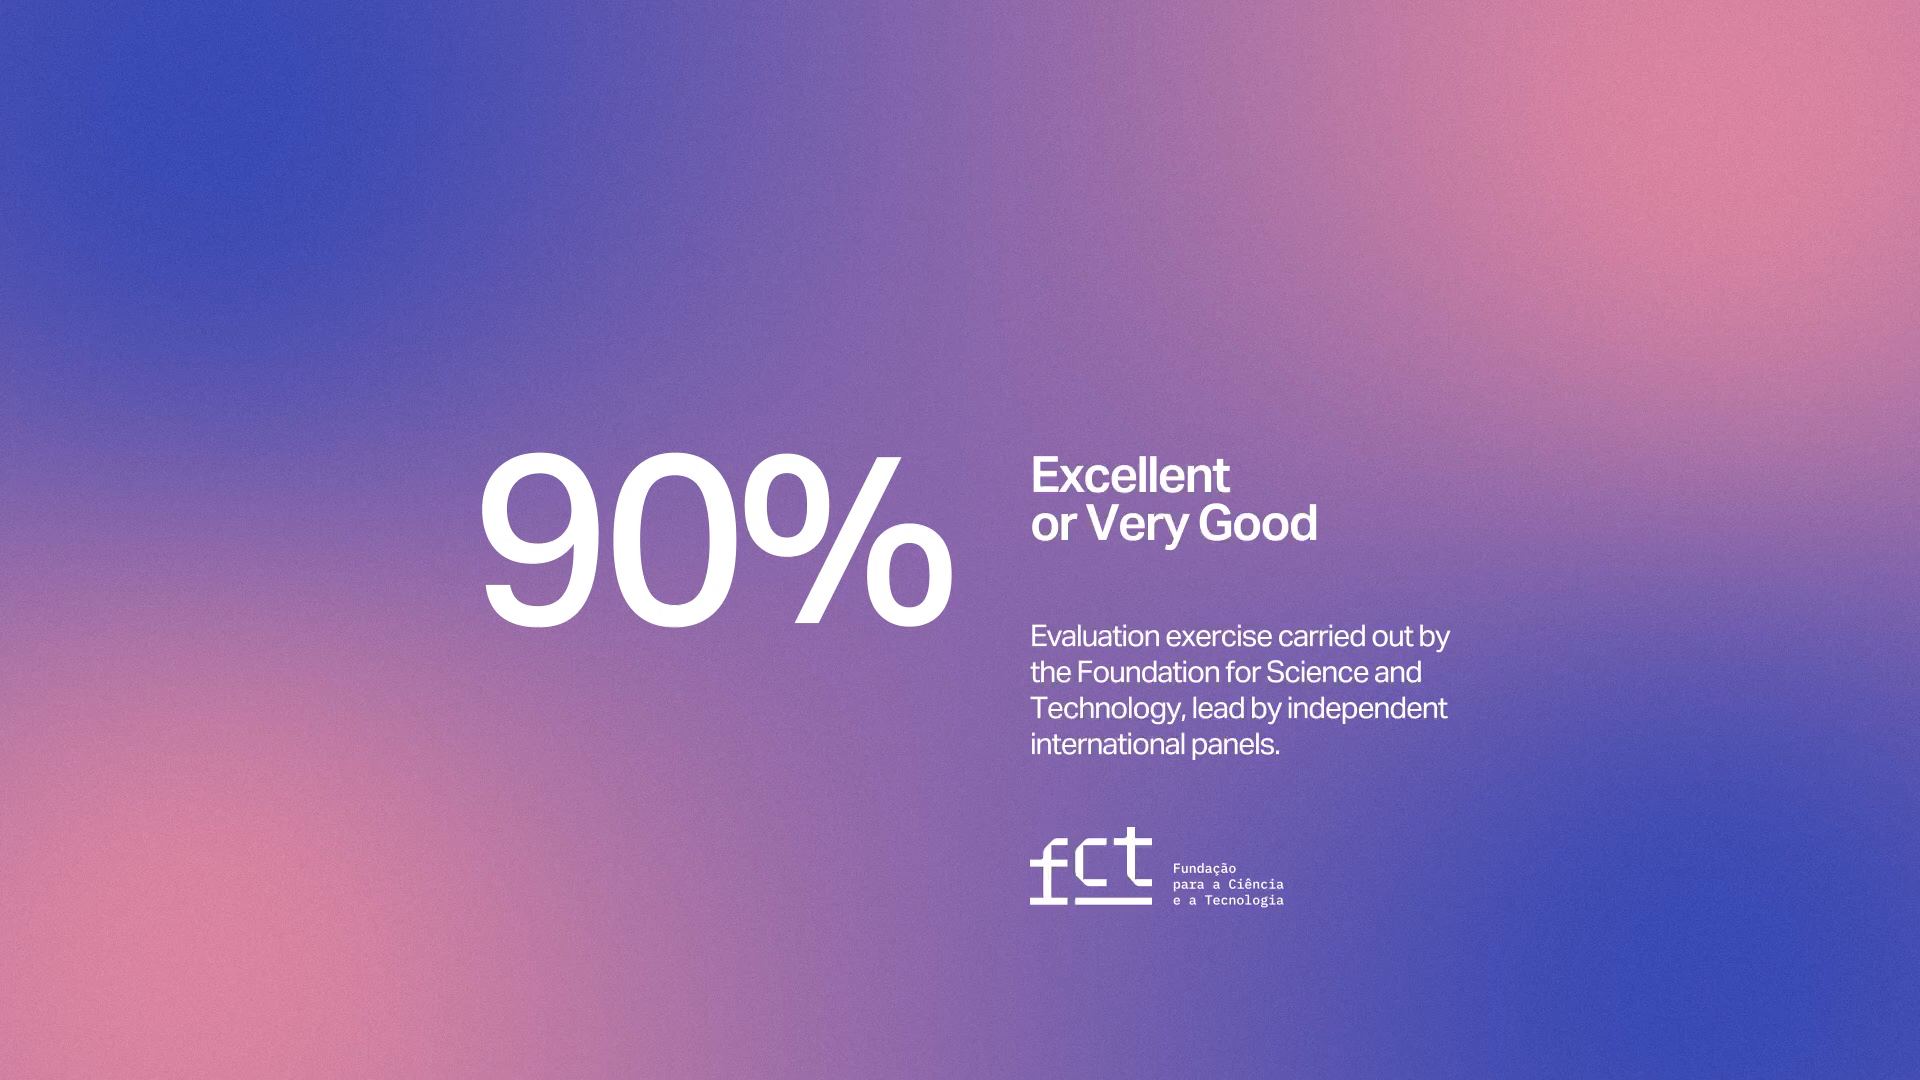 90%
Excellent
or Very Good
Evaluation exercise carried out by
the Foundation for Science and
Technology, lead by independent
international panels.
fct
Fundação
para a Ciência
e a Tecnologia